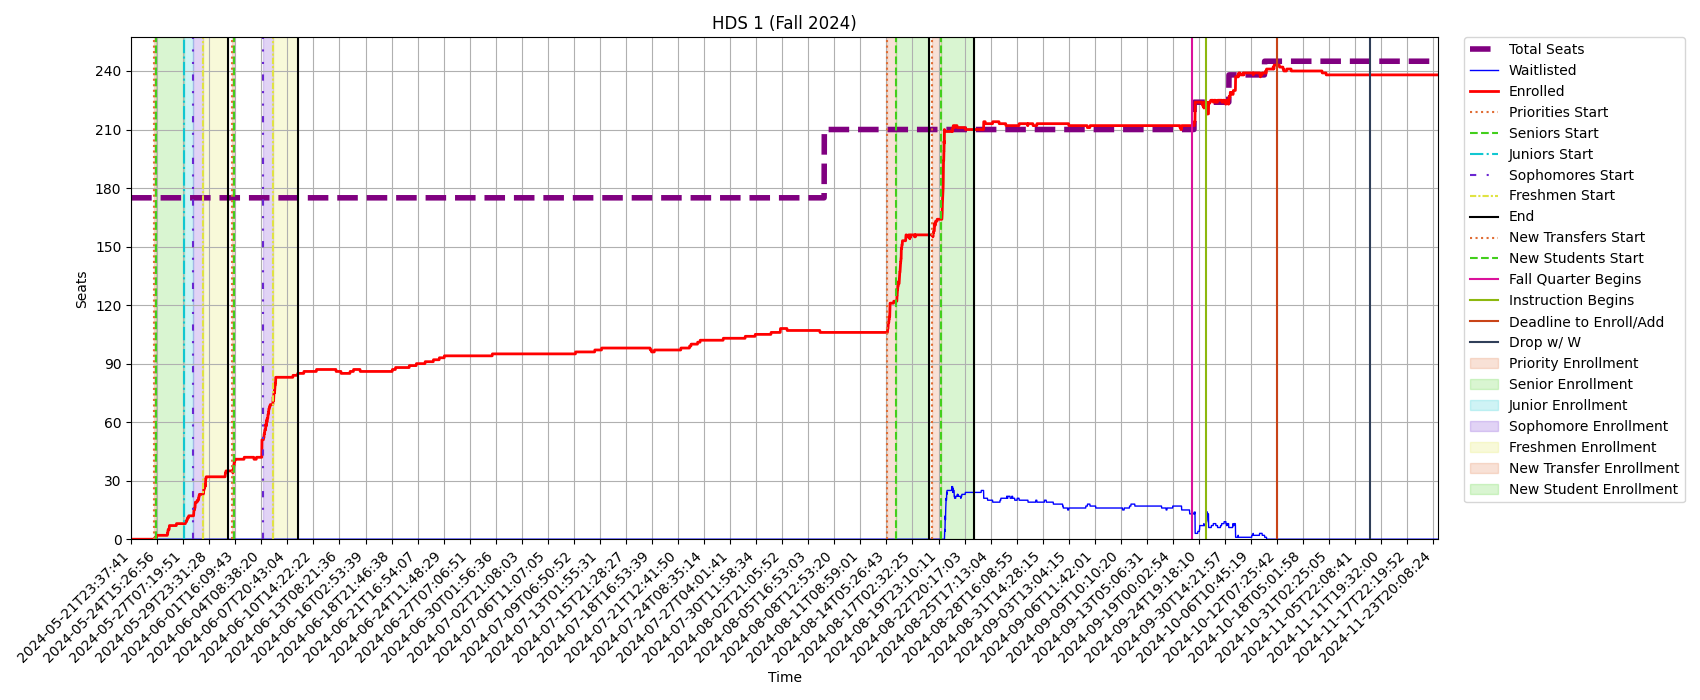 HDS 1 (Fall 2024)
Seats
240
210
180
150
120
90
60
30
0
2024-05-21T23:37:41
2024-05-24T15:26:56
2024-05-27T07:19:51
2024-05-29T23:31:28
2024-06-01T16:09:43
2024-06-04T08:38:20
2024-06-07T20:43:04
2024-06-10T14:22:22
2024-06-13T08:21:36
2024-06-16T02:53:39
2024-06-18T21:46:38
2024-06-21T16:54:07
2024-06-24T11:48:29
2024-06-27T07:06:51
2024-06-30T01:56:36
2024-07-02T21:08:03
2024-07-06T11:07:05
2024-07-09T06:50:52
2024-07-13T01:55:31
2024-07-15T21:28:27
2024-07-18T16:53:39
2024-07-21T12:41:50
2024-07-24T08:35:14
2024-07-27T04:01:41
2024-07-30T11:58:34
2024-08-02T21:05:52
2024-08-05T16:53:03
2024-08-08T12:53:20
2024-08-11T08:59:01
2024-08-14T05:26:43
2024-08-17T02:32:25
2024-08-19T23:10:11
2024-08-22T20:17:03
2024-08-25T17:13:04
2024-08-28T16:08:55
2024-08-31T14:28:15
2024-09-03T13:04:15
2024-09-06T11:42:01
2024-09-09T10:10:20
2024-09-13T05:06:31
2024-09-19T00:02:54
2024-09-24T19:18:10
2024-09-30T14:21:57
2024-10-06T10:45:19
2024-10-12T07:25:42
2024-10-18T05:01:58
2024-10-31T02:25:05
2024-11-05T22:08:41
2024-11-11T19:32:00
2024-11-17T22:19:52
2024-11-23T20:08:24
Time
Total Seats
Waitlisted
Enrolled
Priorities Start
Seniors Start
Juniors Start
Sophomores Start
Freshmen Start
End
New Transfers Start
New Students Start
Fall Quarter Begins
Instruction Begins
Deadline to Enroll/Add
Drop w/ W
Priority Enrollment
Senior Enrollment
Junior Enrollment
Sophomore Enrollment
Freshmen Enrollment
New Transfer Enrollment
New Student Enrollment